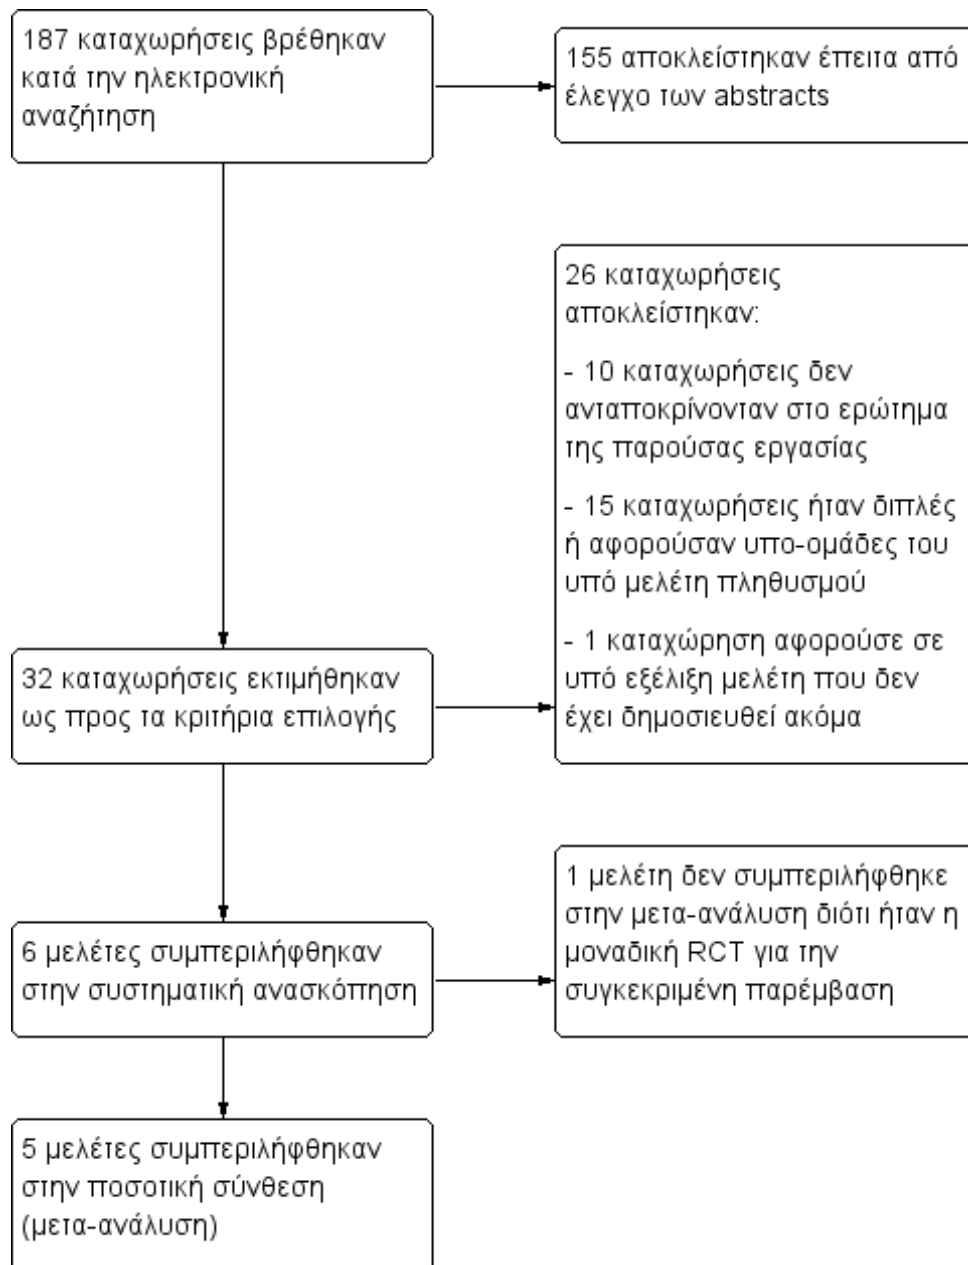 187 καταχωρήσεις βρέθηκαν
κατά την ηλεκτρονική
αναζήτηση
155 αποκλείστηκαν έπειτα από
έλεγχο των abstracts
26 καταχωρήσεις
αποκλείστηκαν:
- 10 καταχωρήσεις δεν
ανταποκρίνονταν στο ερώτημα
της παρούσας εργασίας
- 15 καταχωρήσεις ήταν διπλές
ή αφορούσαν υπο-ομάδες του
υπό μελέτη πληθυσμού
- 1 καταχώρηση αφορούσε σε
υπό εξέλιξη μελέτη που δεν
έχει δημοσιευθεί ακόμα
32 καταχωρήσεις εκτιμήθηκαν
ως προς τα κριτήρια επιλογής
1 μελέτη δεν συμπεριλήφθηκε
στην μετα-ανάλυση διότι ήταν η
μοναδική RCT για την
συγκεκριμένη παρέμβαση
6 μελέτες συμπεριλήφθηκαν
στην συστηματική ανασκόπηση
5 μελέτες συμπεριλήφθηκαν
στην ποσοτική σύνθεση
(μετα-ανάλυση)